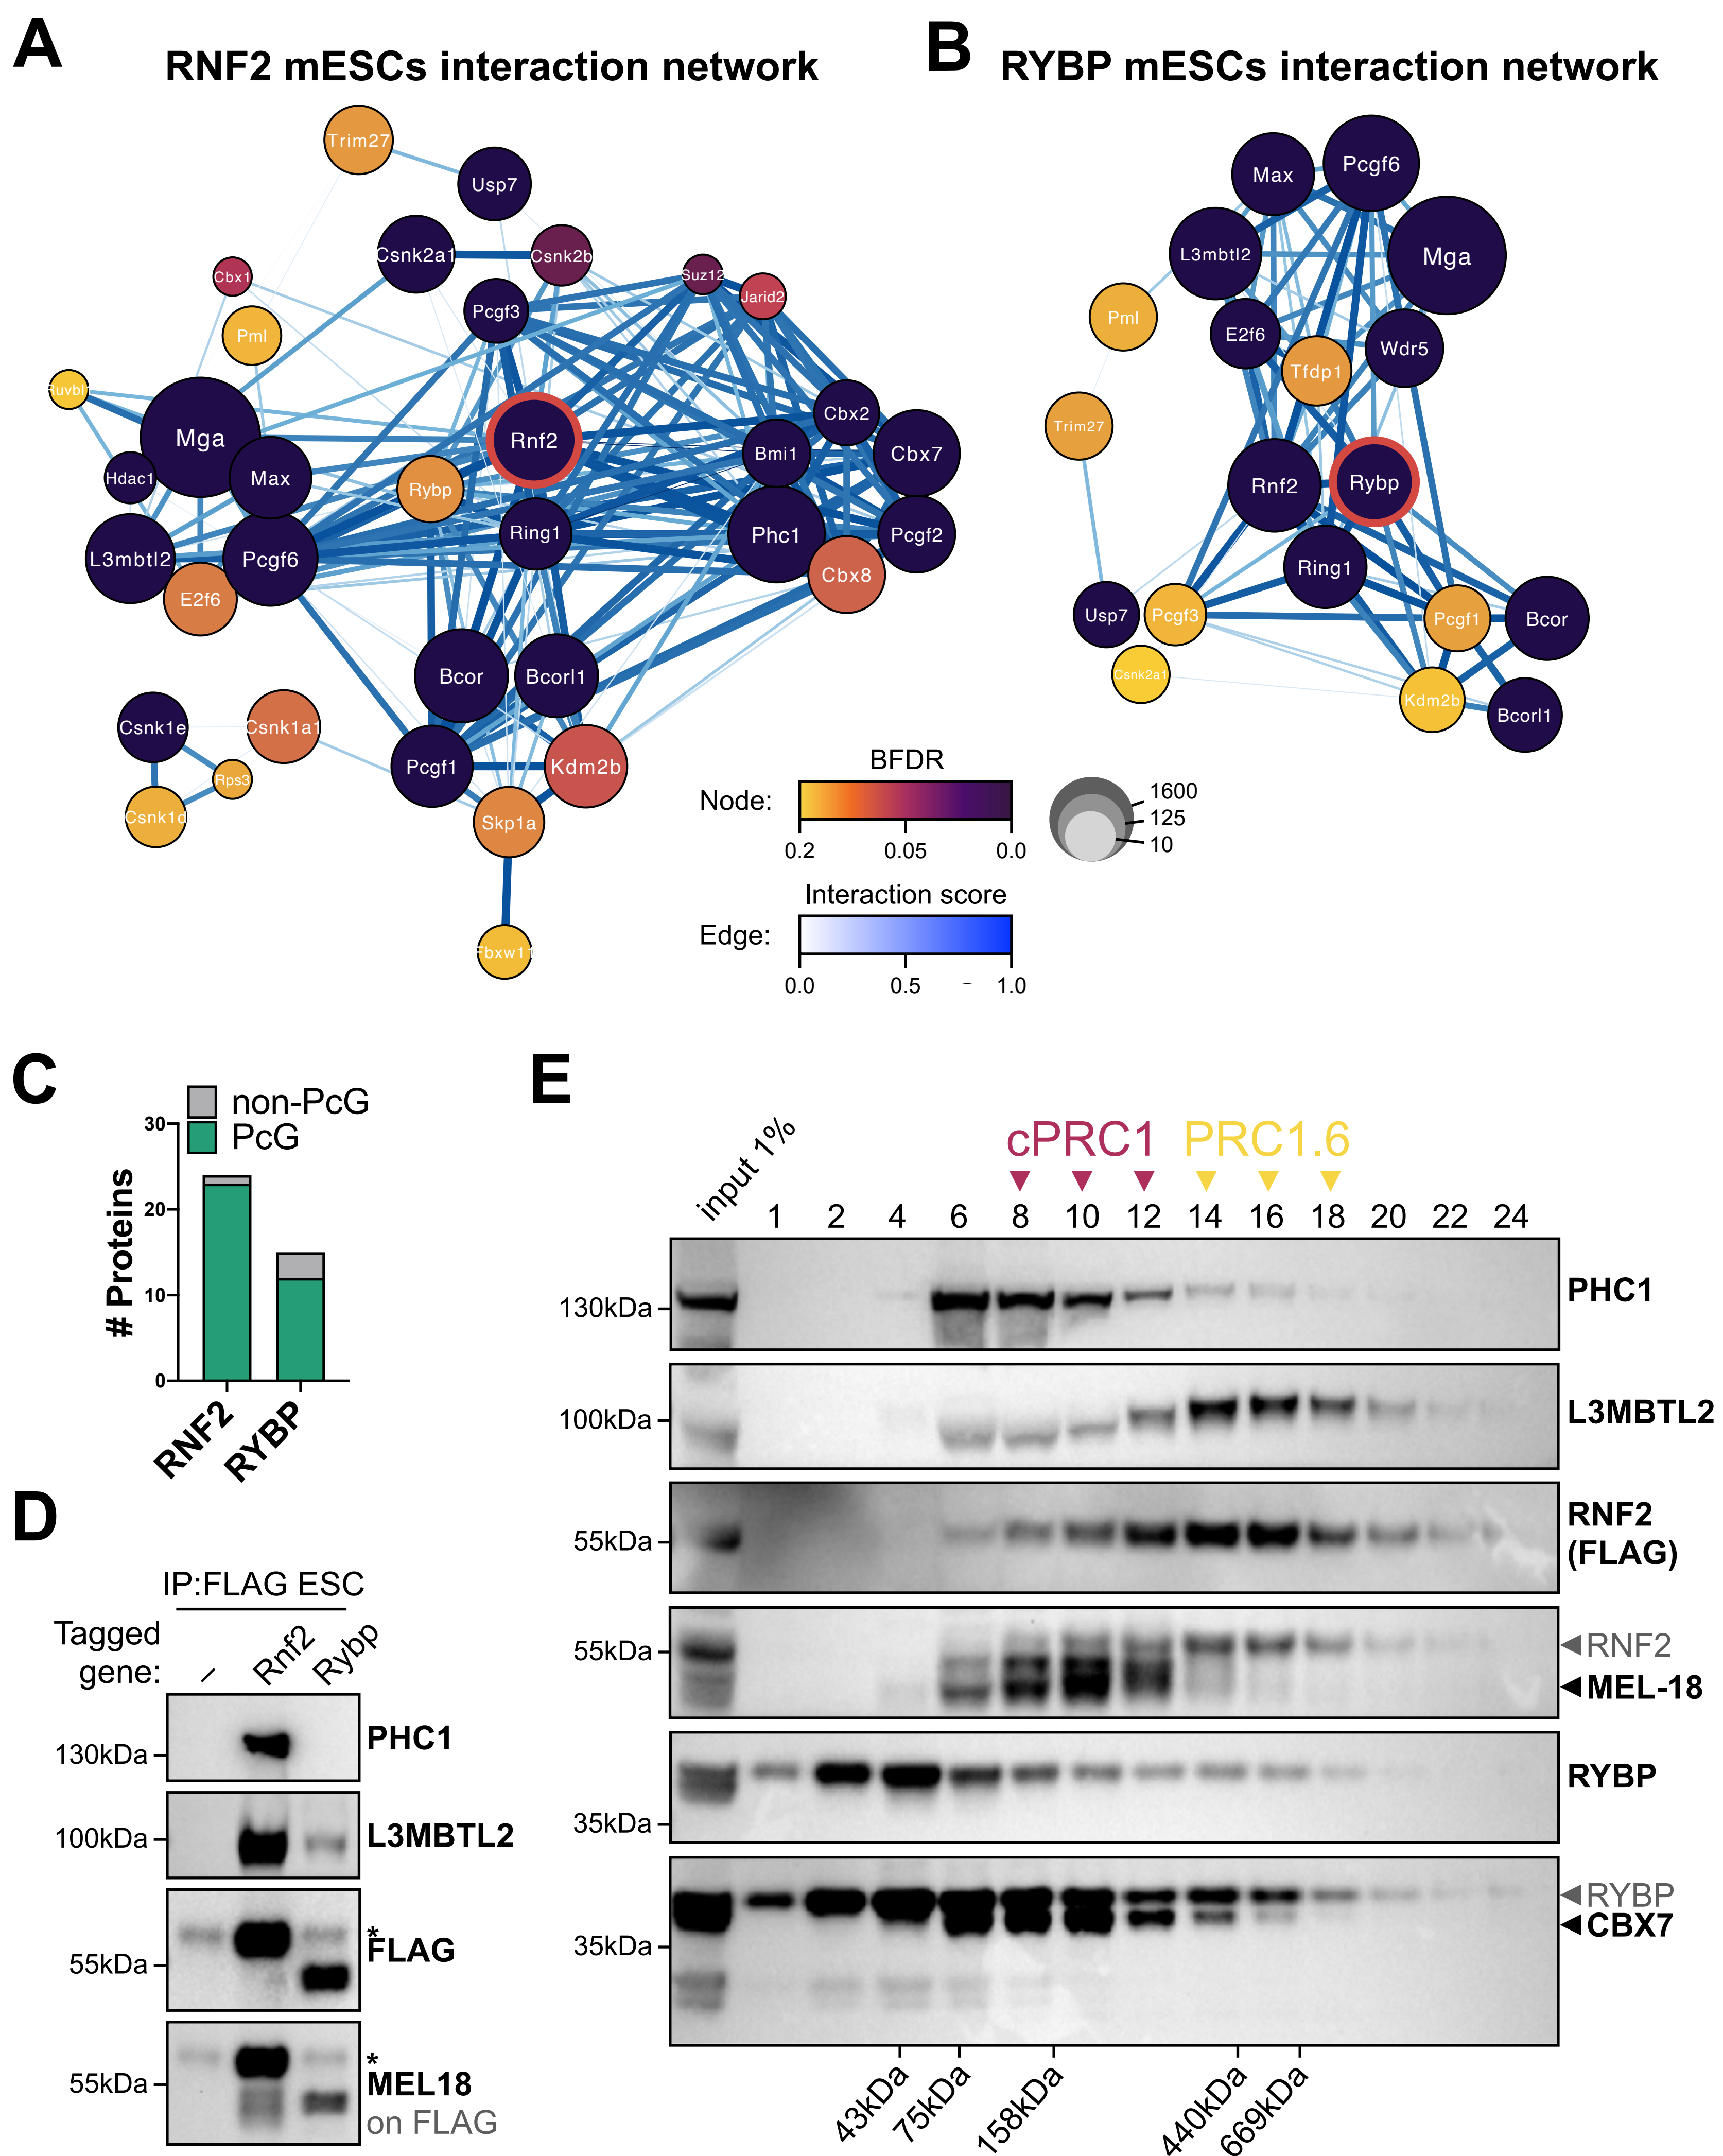 A
RNF2 mESCs interaction network
Trim27
Usp7
Csnk2a1
Csnk2b
Cbx1
Suz12
Jarid2
Pcgf3
Pml
Mga
Cbx2
Rnf2
Bmi1
Cbx7
Hdac1
Max
Rybp
Ring1
Phc1
Pcgf2
L3mbtl2
Pcgf6
Cbx8
E2f6
Bcor
Bcorl1
Csnk1e
Csnk1a1
Pcgf1
Kdm2b
Rps3
Csnk1d
Skp1a
B
RYBP mESCs interaction network
Max
Pcgf6
L3mbtl2
Mga
Pml
E2f6
Wdr5
Tfdp1
Trim27
Rnf2
Rybp
Ring1
Usp7
Pcgf3
Pcgf1
Bcor
Csnk2a1
Kdm2b
Bcorl1
BFDR
Node:
0.2
0.05
0.0
1600
125
10
Interaction score
Edge:
0.0
0.5
1.0
C
non-PcG
PcG
# Proteins
30
20
10
0
RNF2
RYBP
D
IP:FLAG ESC
Tagged
gene:
–
Rnf2
Rybp
130kDa
PHC1
100kDa
L3MBTL2
*
55kDa
FLAG
*
55kDa
MEL18
on FLAG
E
input 1%
cPRC1
PRC1.6
1 2 4 6 8 10 12 14 16 18 20 22 24
130kDa
PHC1
100kDa
L3MBTL2
55kDa
RNF2
(FLAG)
55kDa
RNF2
MEL-18
35kDa
RYBP
RYBP
35kDa
CBX7
43kDa
75kDa
158kDa
440kDa
669kDa